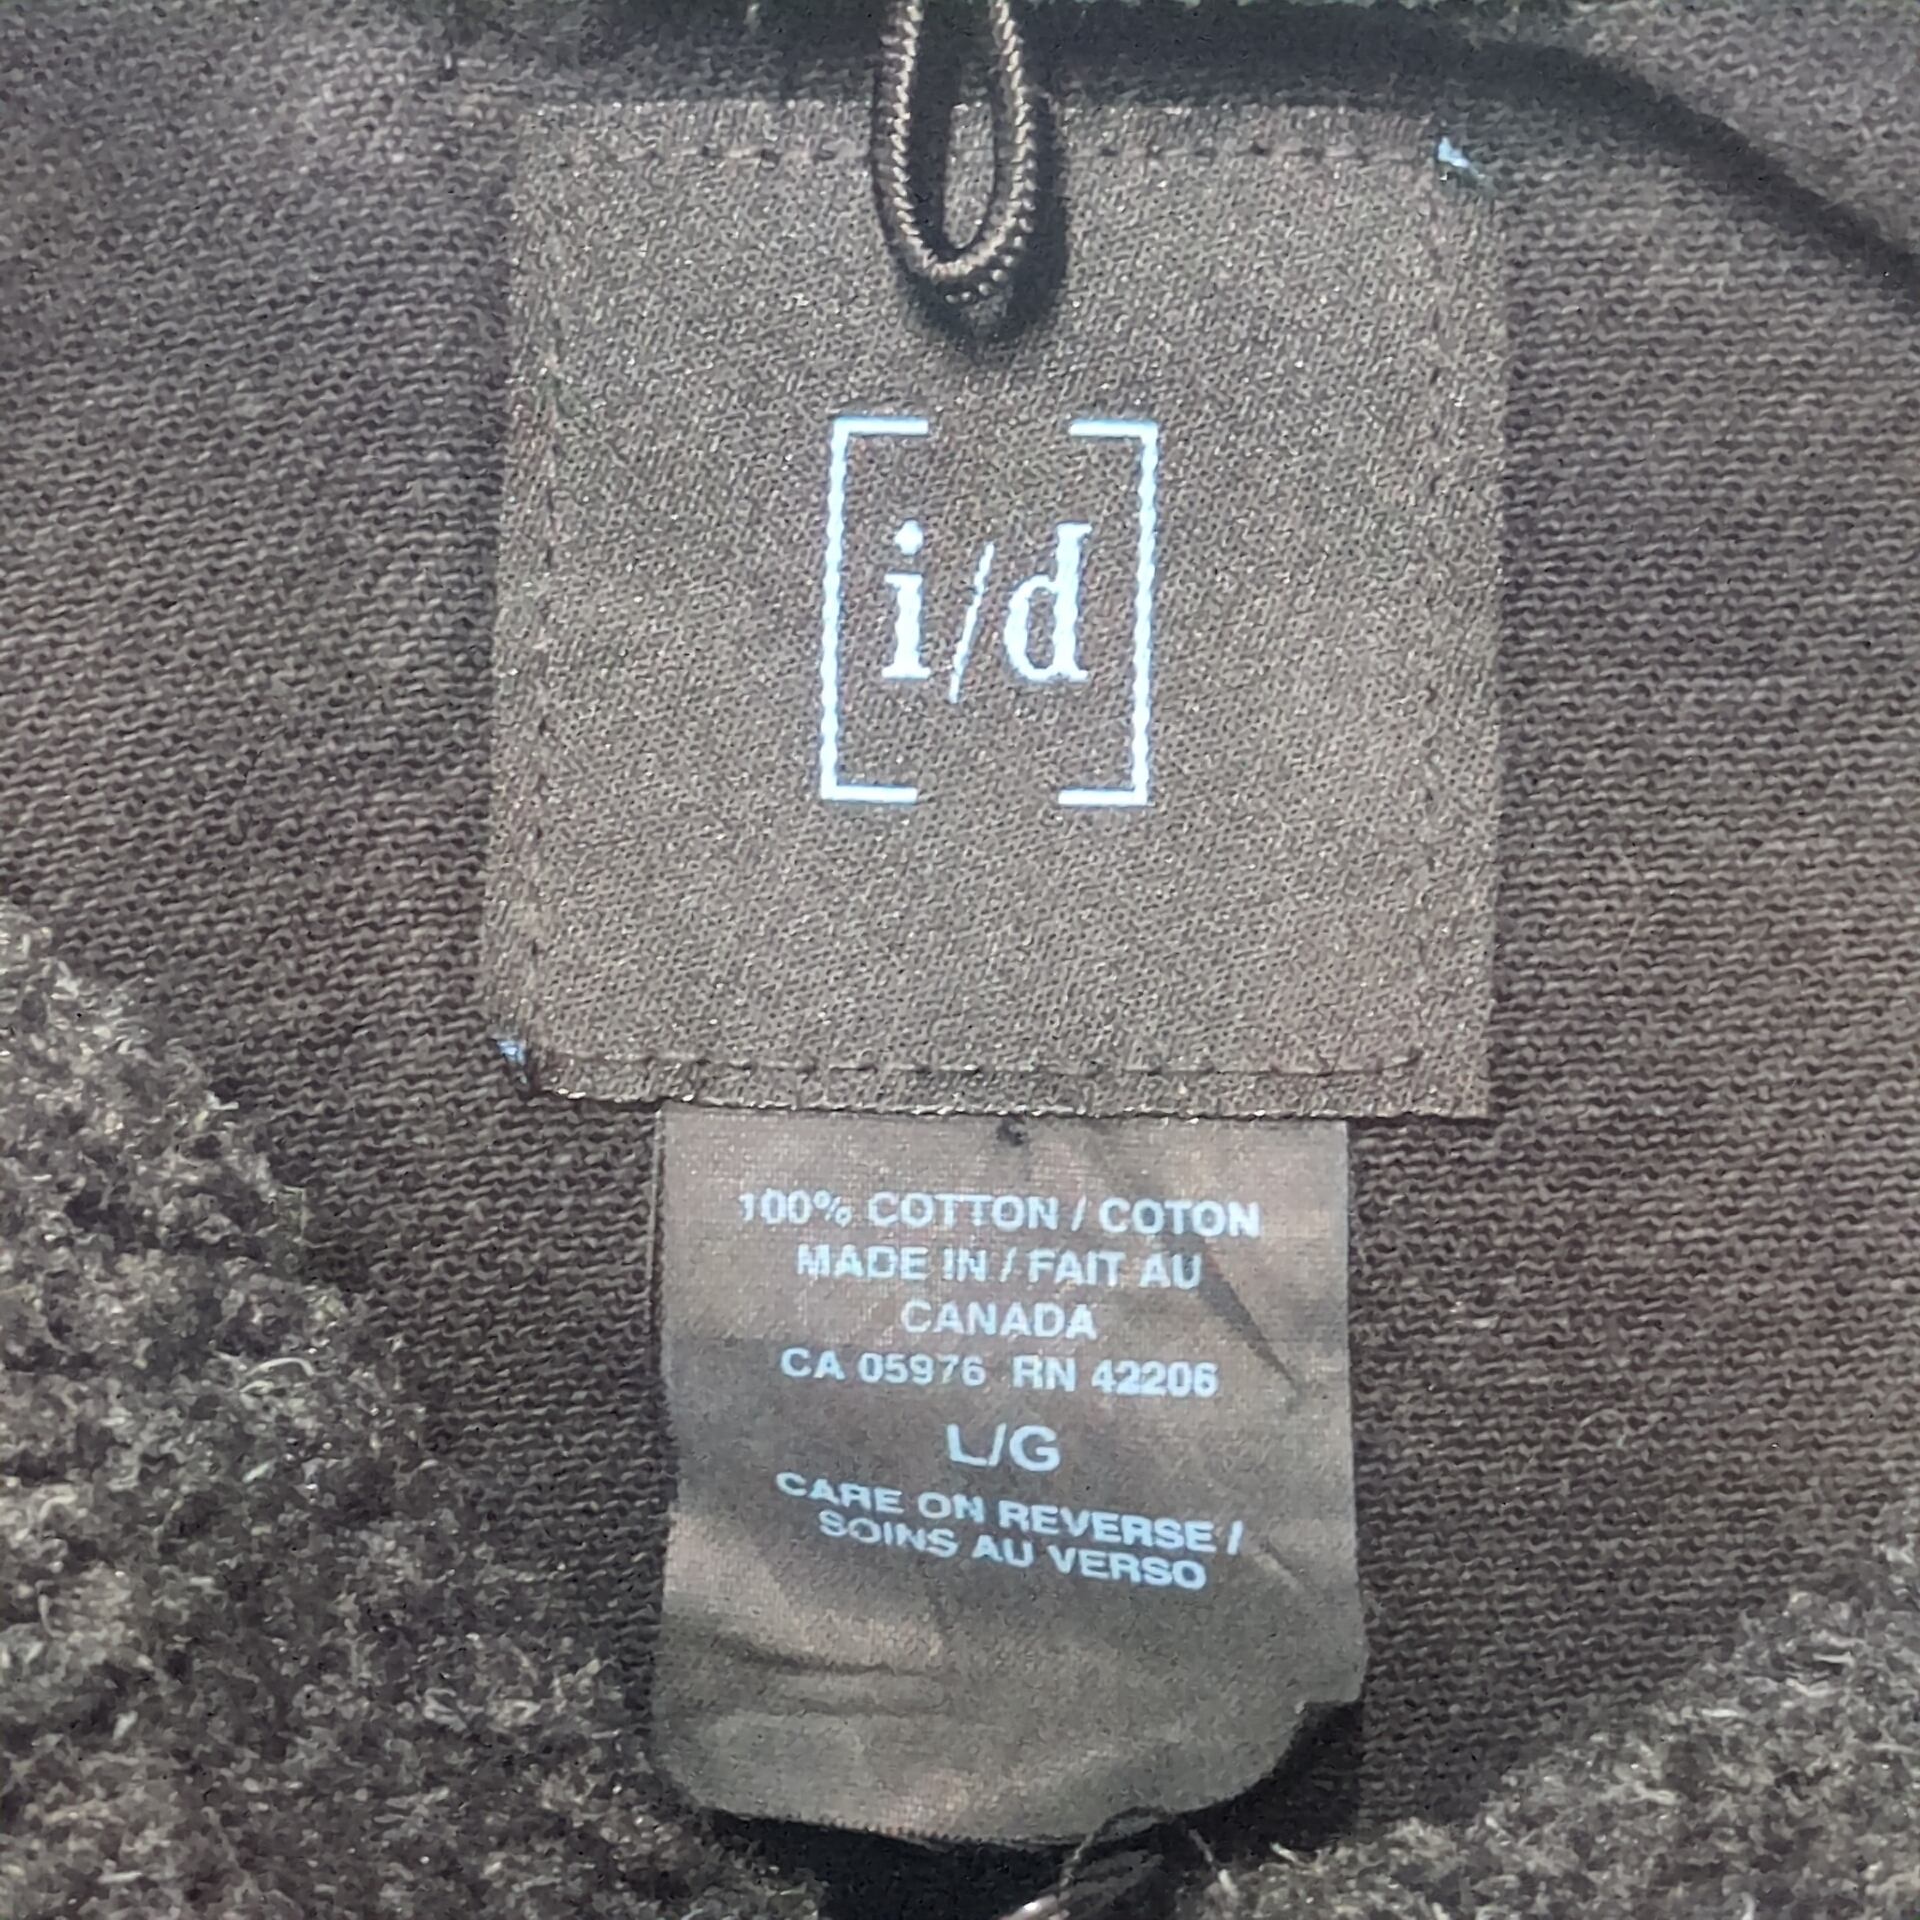 [i/d]
100% COTTON / COTON
MADE IN / FAIT AU
CANADA
CA 05976 RN 42206
L/G
CARE ON REVERSE /
SOINS AU VERSO